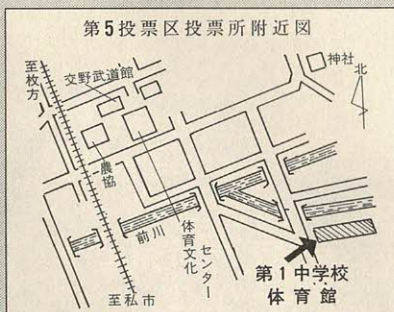 第5投票区投票所附近図
至枚方
交野武道館
神社
北
農協
前川
体育文化
センター
第1中学校
体育館
至私市